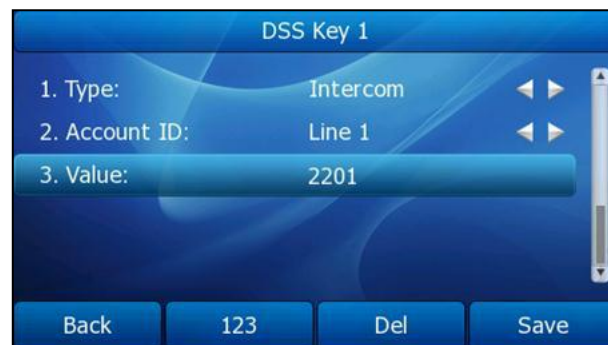 DSS Key 1
1. Type: Intercom
2. Account ID: Line 1
3. Value: 2201
Back 123 Del Save